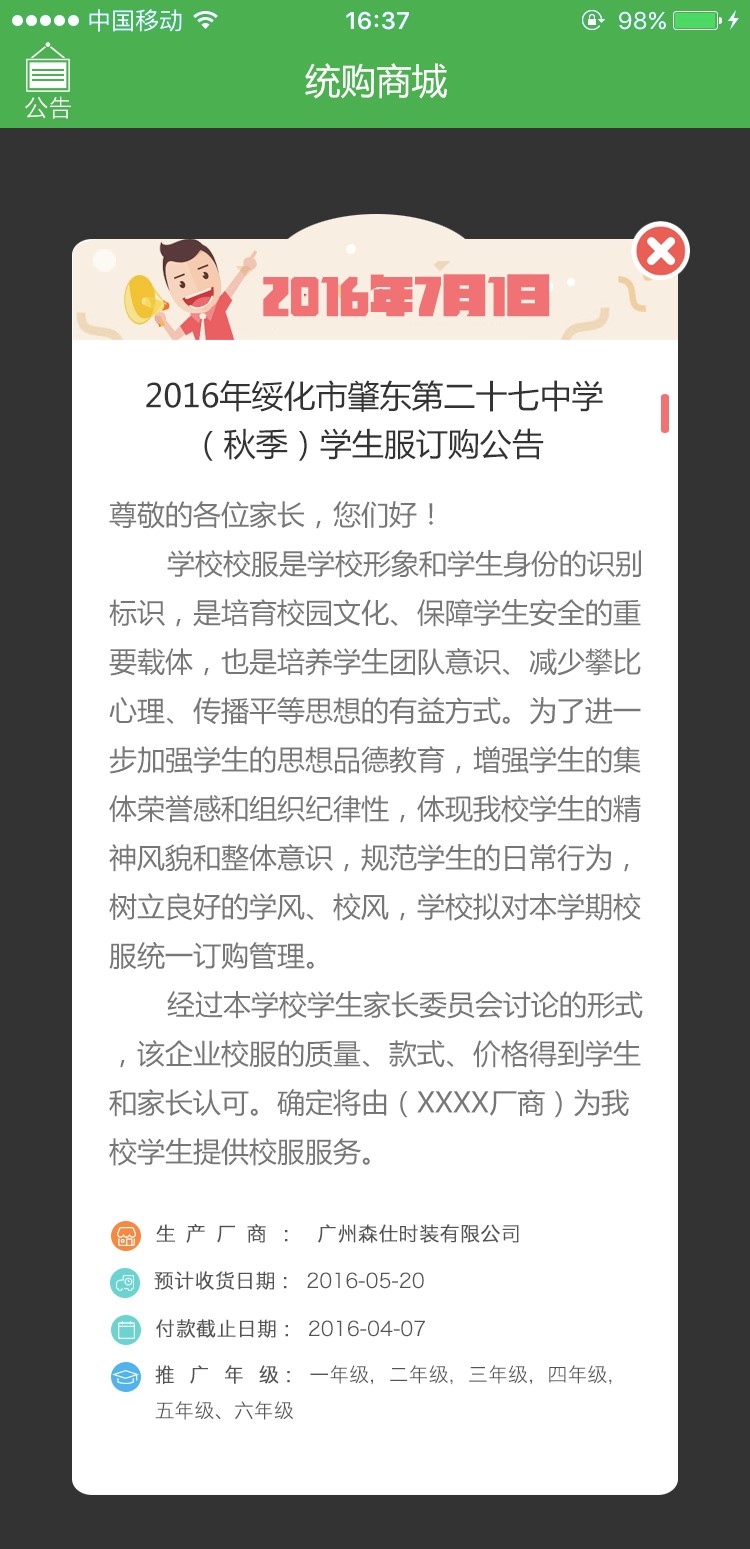 中国移动 16:37 98%
公告 统购商城
2016年7月1日
2016年绥化市肇东第二十七中学
（秋季）学生服订购公告
尊敬的各位家长，您们好！
学校校服是学校形象和学生身份的识别
标识，是培育校园文化、保障学生安全的重
要载体，也是培养学生团队意识、减少攀比
心理、传播平等思想的有益方式。为了进一
步加强学生的思想品德教育，增强学生的集
体荣誉感和组织纪律性，体现我校学生的精
神风貌和整体意识，规范学生的日常行为，
树立良好的学风、校风，学校拟对本学期校
服统一订购管理。
经过本学校学生家长委员会讨论的形式
，该企业校服的质量、款式、价格得到学生
和家长认可。确定将由（XXXX厂商）为我
校学生提供校服服务。
生产厂商： 广州森仕时装有限公司
预计收货日期： 2016-05-20
付款截止日期： 2016-04-07
推广年级： 一年级, 二年级, 三年级, 四年级,
五年级、六年级